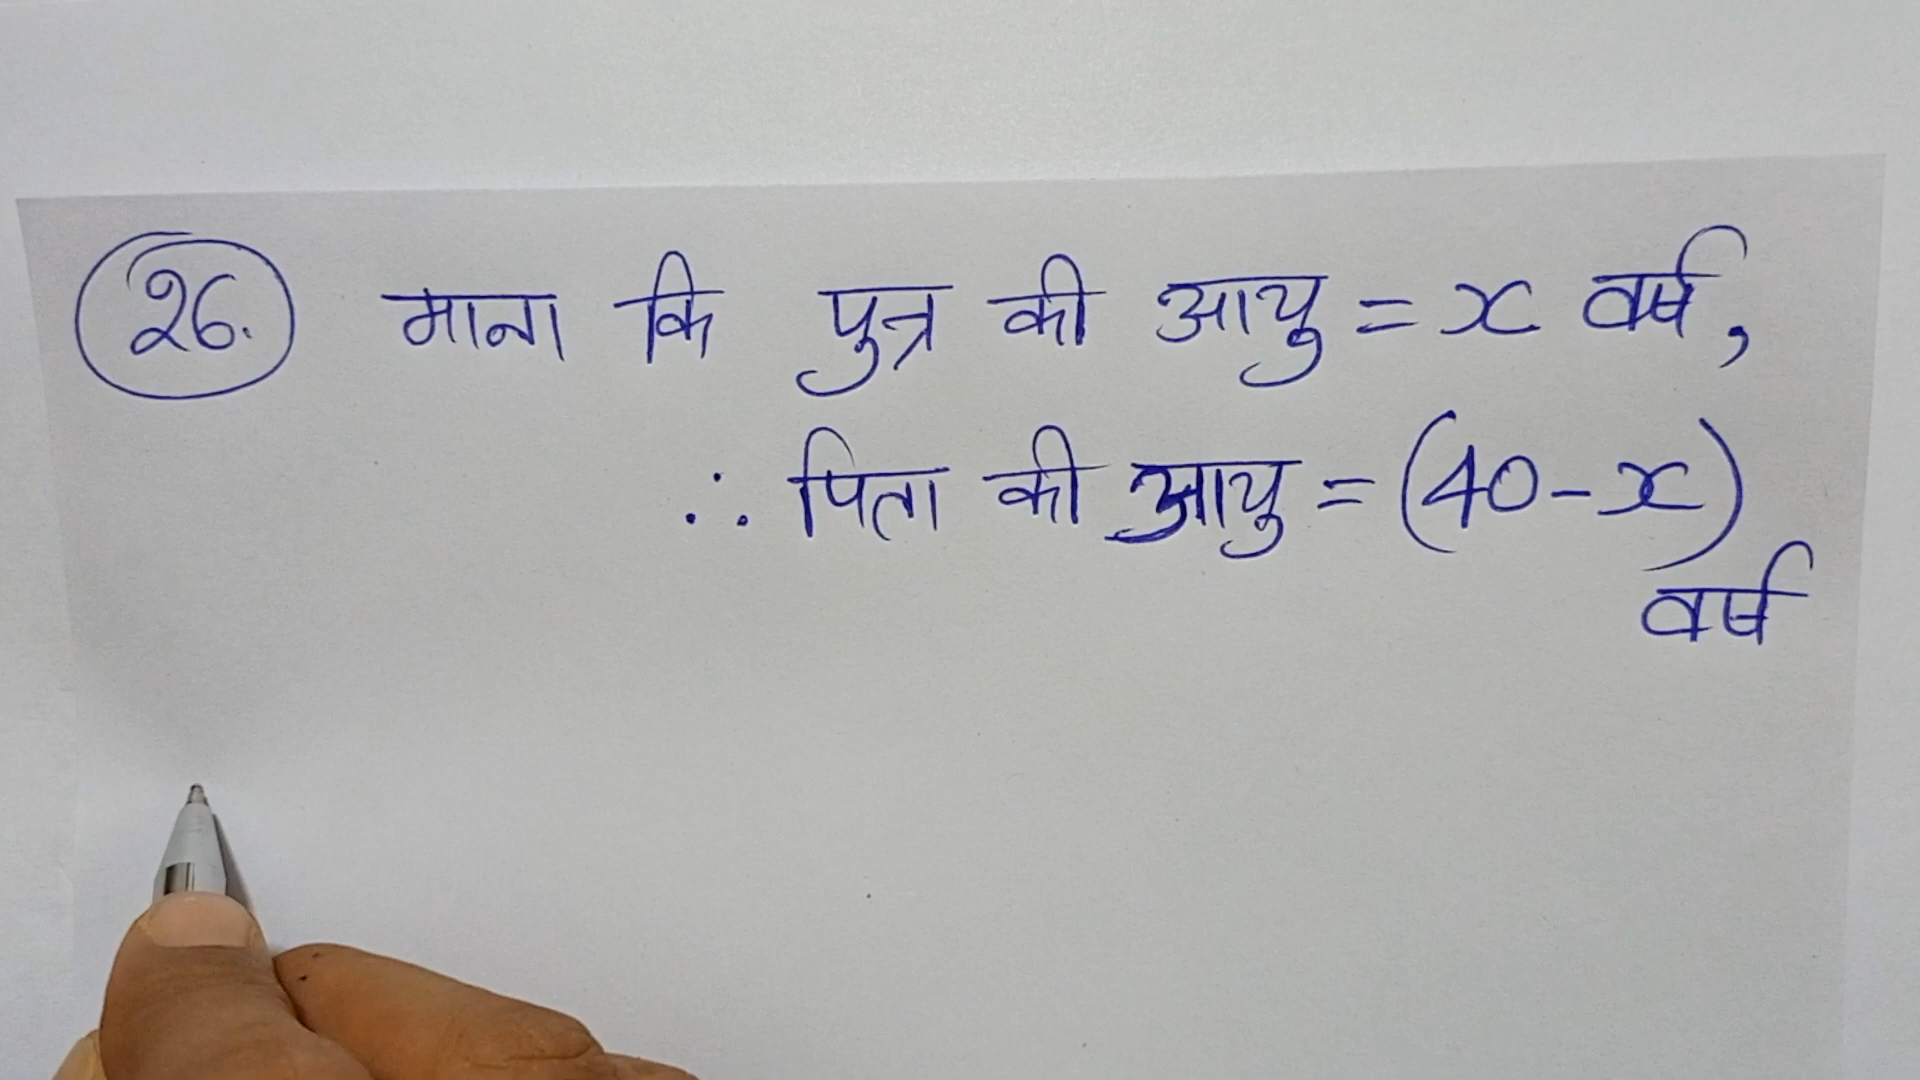 26. माना कि पुत्र की आयु = x वर्ष,
∴ पिता की आयु = (40 - x)
वर्ष